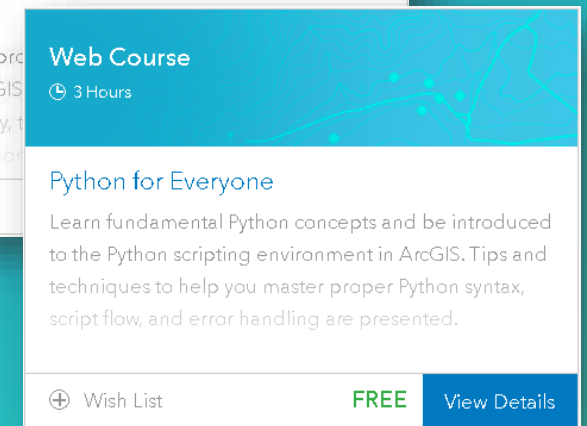 Web Course
3 Hours
Python for Everyone
Learn fundamental Python concepts and be introduced
to the Python scripting environment in ArcGIS. Tips and
techniques to help you master proper Python syntax,
script flow, and error handling are presented.
Wish List FREE View Details